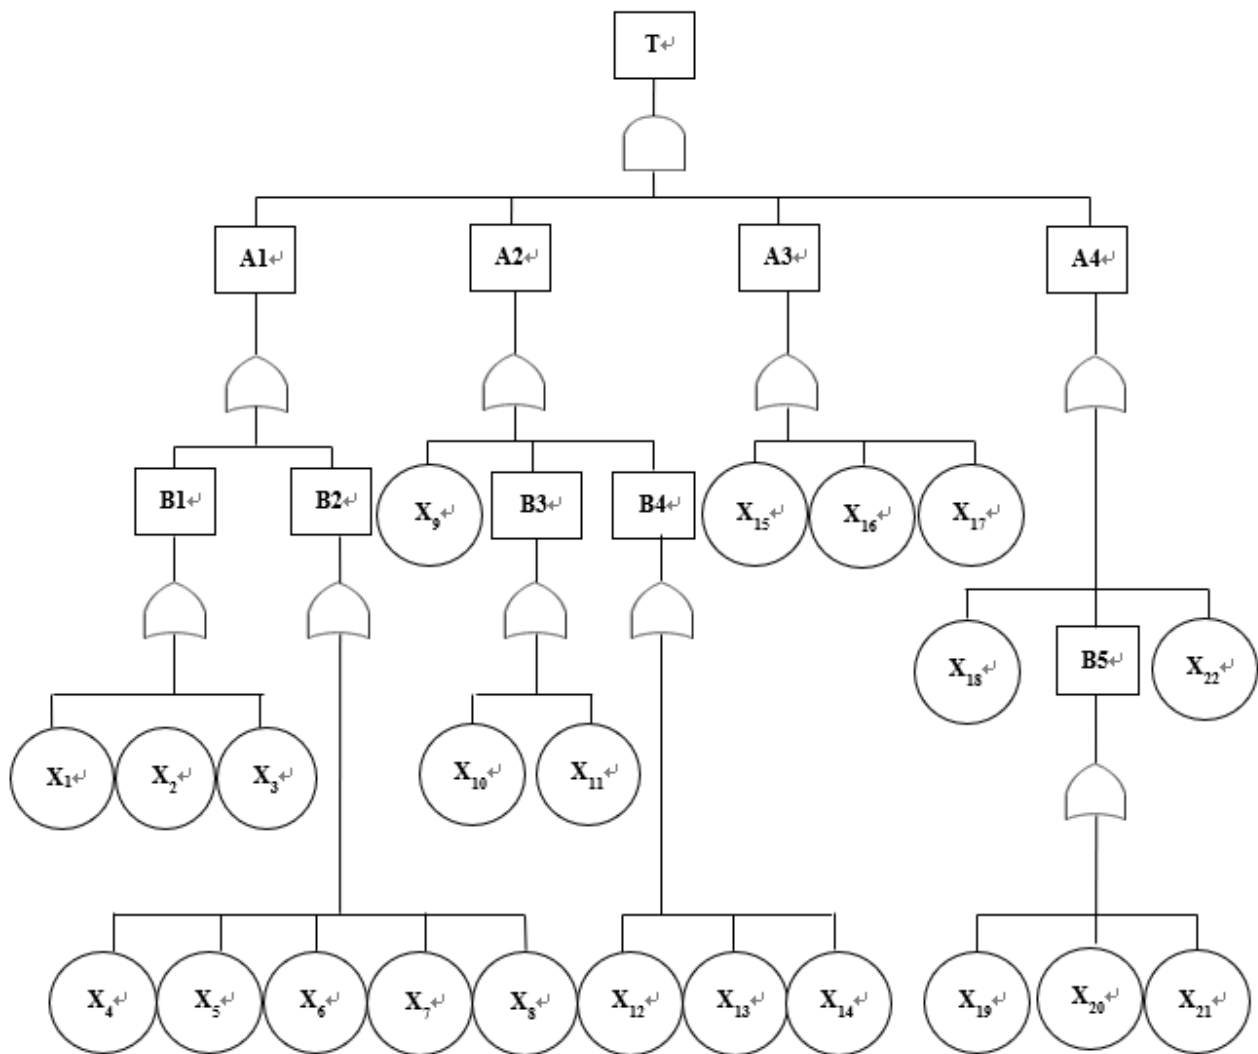 T↵
A1↵
A2↵
A3↵
A4↵
B1↵
B2↵
X₉↵
B3↵
B4↵
X₁₅↵
X₁₆↵
X₁₇↵
X₁₈↵
B5↵
X₂₂↵
X1↵
X₂↵
X₃↵
X₁₀↵
X₁₁↵
X₄↵
X₅↵
X₆↵
X₇↵
X₈↵
X₁₂↵
X₁₃↵
X₁₄↵
X₁₉↵
X₂₀↵
X₂₁↵